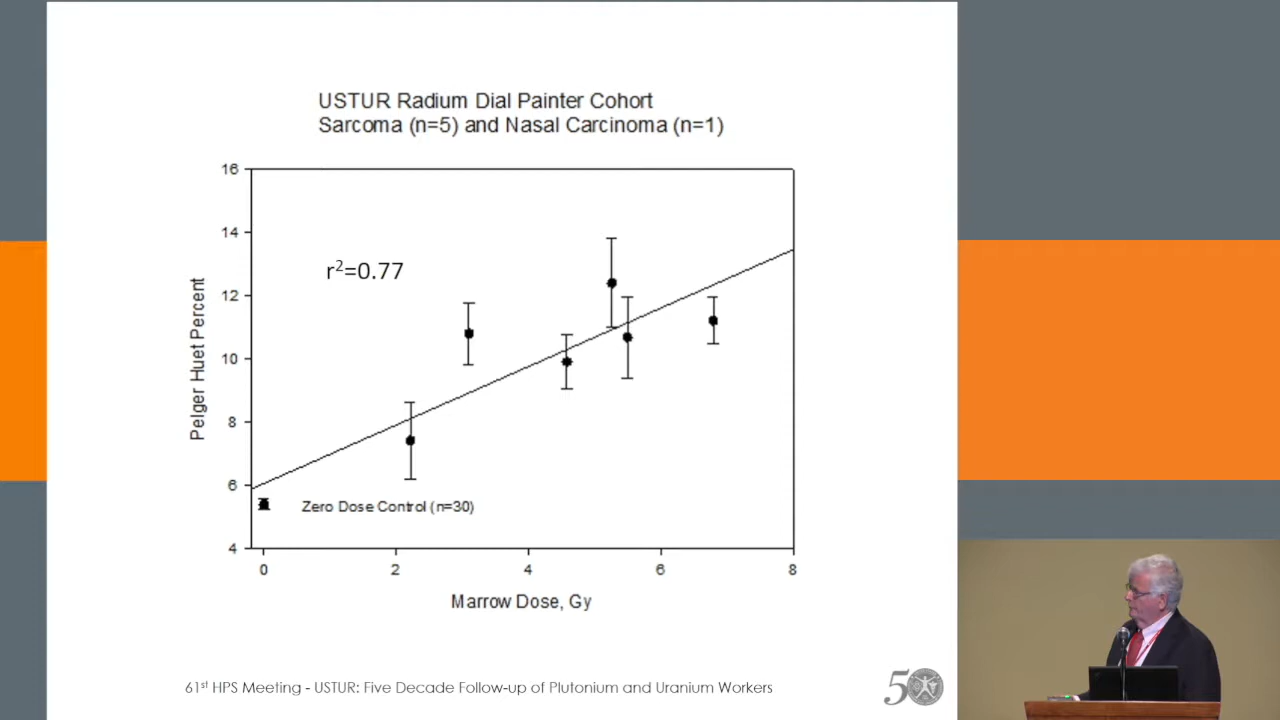 USTUR Radium Dial Painter Cohort
Sarcoma (n=5) and Nasal Carcinoma (n=1)
16
14
12
10
8
6
4
r²=0.77
Pelger Huet Percent
Zero Dose Control (n=30)
0 2 4 6 8
Marrow Dose, Gy
61st HPS Meeting - USTUR: Five Decade Follow-up of Plutonium and Uranium Workers
50